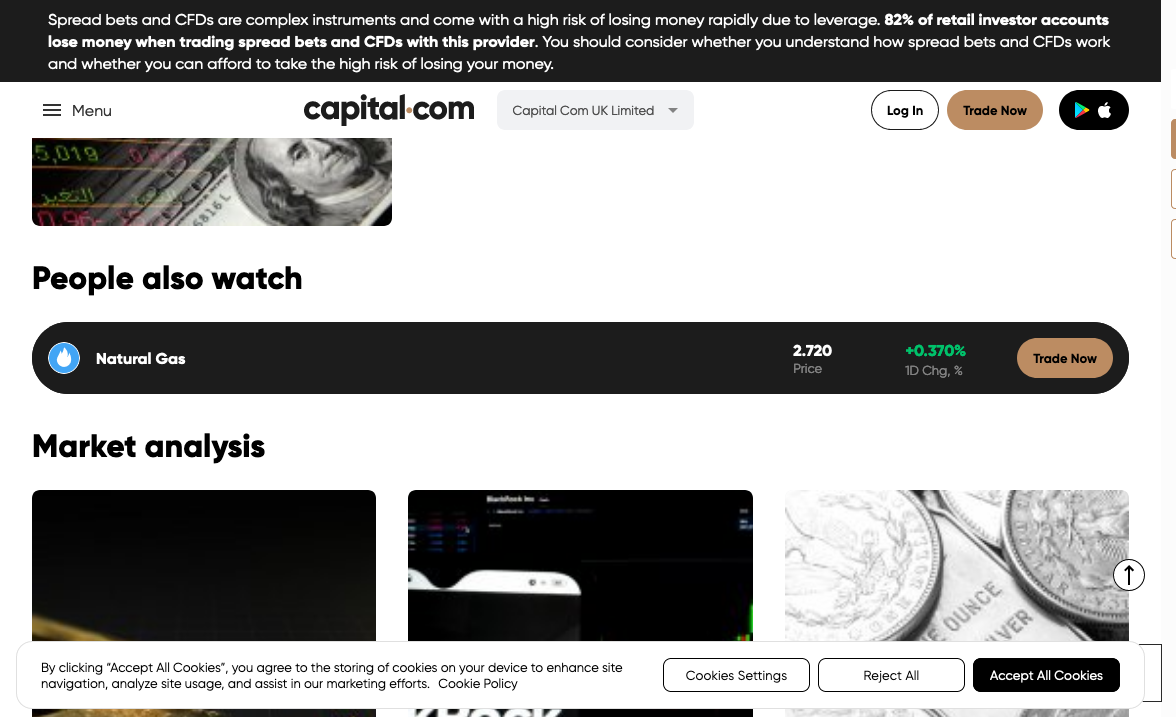 Spread bets and CFDs are complex instruments and come with a high risk of losing money rapidly due to leverage. 82% of retail investor accounts
lose money when trading spread bets and CFDs with this provider. You should consider whether you understand how spread bets and CFDs work
and whether you can afford to take the high risk of losing your money.
Menu
capital.com
Capital Com UK Limited
Log In
Trade Now
5,019
التغيير
6816 L
People also watch
Natural Gas
2.720
Price
+0.370%
1D Chg, %
Trade Now
Market analysis
BlackRock Inc
OUNCE
By clicking “Accept All Cookies”, you agree to the storing of cookies on your device to enhance site
navigation, analyze site usage, and assist in our marketing efforts. Cookie Policy
Cookies Settings
Reject All
Accept All Cookies